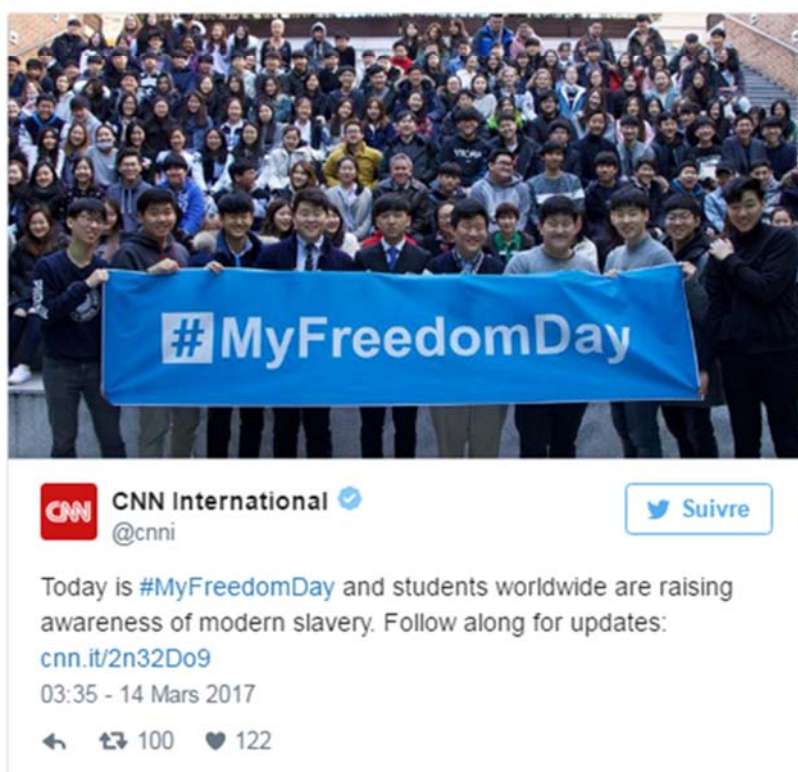 #MyFreedomDay
CNN
CNN International
@cnni
Suivre
Today is #MyFreedomDay and students worldwide are raising
awareness of modern slavery. Follow along for updates:
cnn.it/2n32Do9
03:35 - 14 Mars 2017
100 122